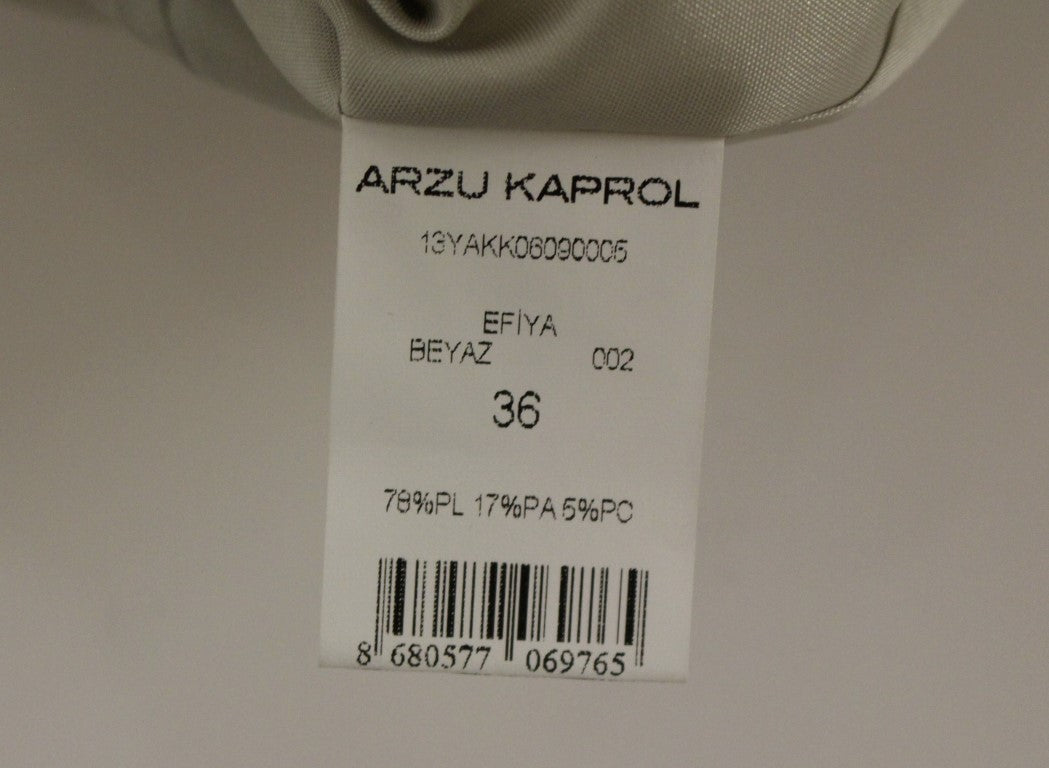 ARZU KAPROL
13YAKK06090005
EFİYA
BEYAZ 002
36
78%PL 17%PA 5%PC
8 680577 069765